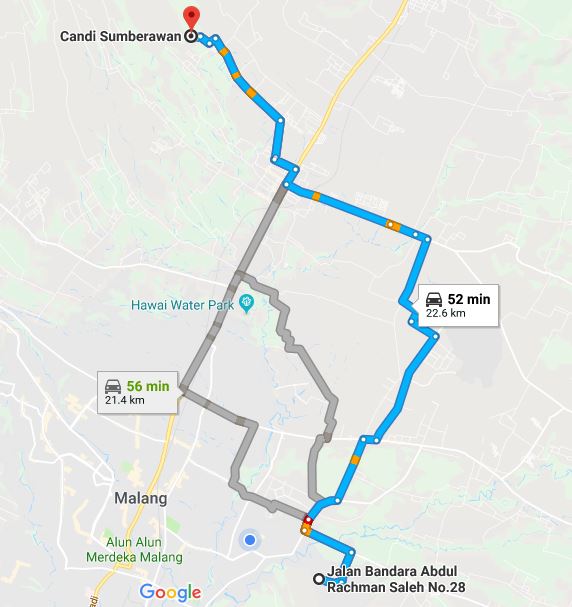 Candi Sumberawan
Hawai Water Park
52 min
22.6 km
56 min
21.4 km
Malang
Alun Alun
Merdeka Malang
Jalan Bandara Abdul
Rachman Saleh No.28
Google
adi